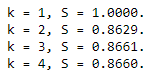 k = 1, S = 1.0000.
k = 2, S = 0.8629.
k = 3, S = 0.8661.
k = 4, S = 0.8660.